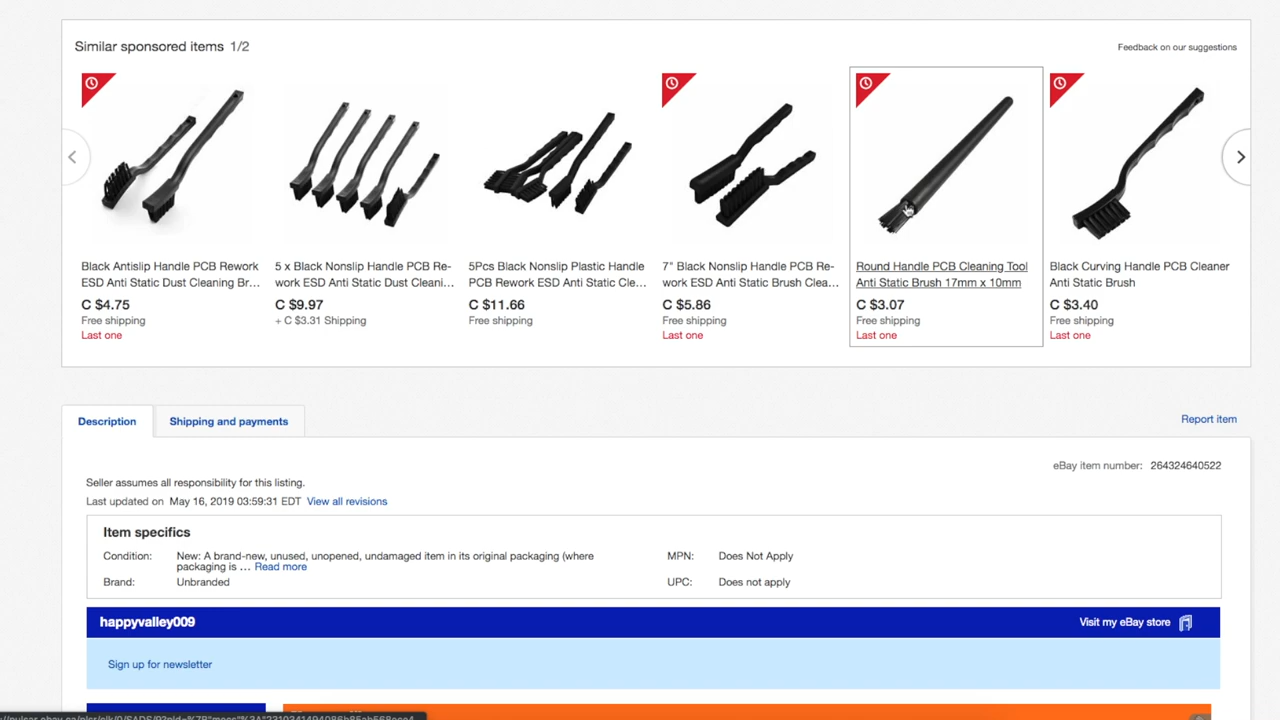 Similar sponsored items 1/2
Feedback on our suggestions
Black Antislip Handle PCB Rework
ESD Anti Static Dust Cleaning Br...
C $4.75
Free shipping
Last one
5 x Black Nonslip Handle PCB Re-
work ESD Anti Static Dust Cleani...
C $9.97
+ C $3.31 Shipping
5Pcs Black Nonslip Plastic Handle
PCB Rework ESD Anti Static Cle...
C $11.66
Free shipping
7" Black Nonslip Handle PCB Re-
work ESD Anti Static Brush Clea...
C $5.86
Free shipping
Last one
Round Handle PCB Cleaning Tool
Anti Static Brush 17mm x 10mm
C $3.07
Free shipping
Last one
Black Curving Handle PCB Cleaner
Anti Static Brush
C $3.40
Free shipping
Last one
Description
Shipping and payments
Report item
eBay item number: 264324640522
Seller assumes all responsibility for this listing.
Last updated on May 16, 2019 03:59:31 EDT View all revisions
Item specifics
Condition: New: A brand-new, unused, unopened, undamaged item in its original packaging (where
packaging is ... Read more
MPN: Does Not Apply
Brand: Unbranded
UPC: Does not apply
happyvalley009
Visit my eBay store
Sign up for newsletter